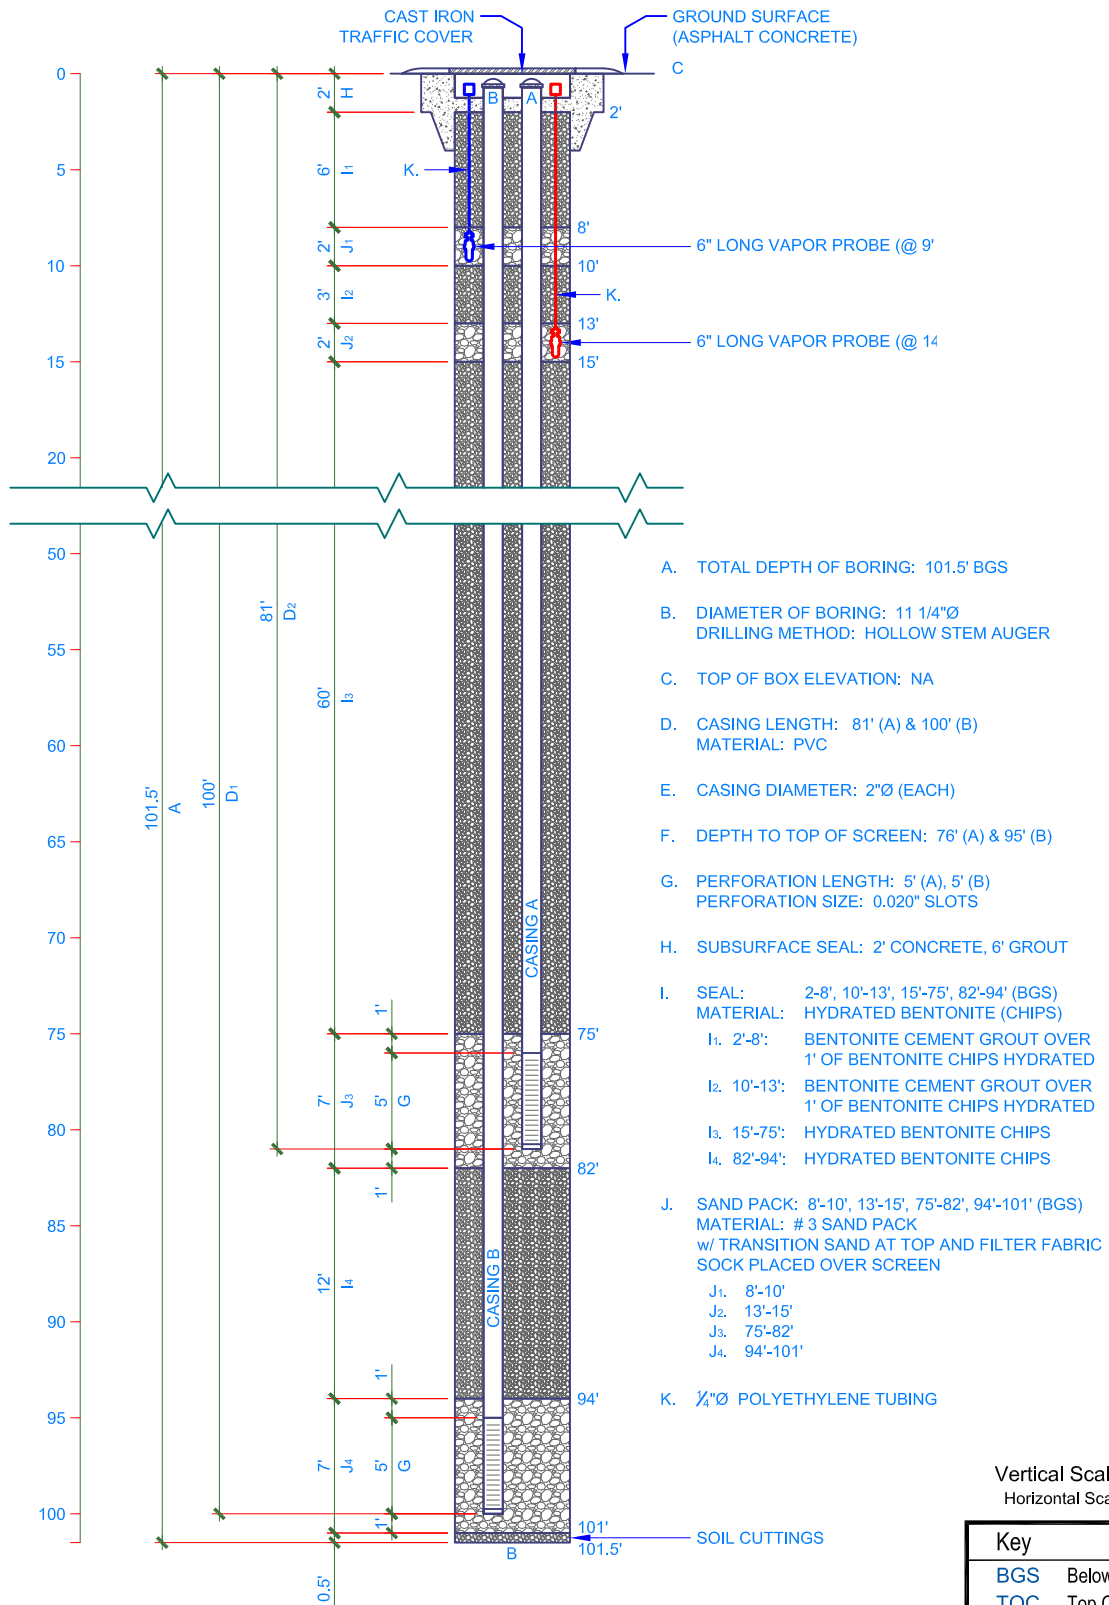 CAST IRON
TRAFFIC COVER
GROUND SURFACE
(ASPHALT CONCRETE)
C
0
2'
H
B
A
2'
5
6'
I1
K.
8'
2'
J1
6" LONG VAPOR PROBE (@ 9'
10
10'
3'
I2
K.
13'
2'
J2
6" LONG VAPOR PROBE (@ 14
15
15'
20
50
55
60
65
70
75
80
85
90
95
100
101.5'
A
100'
D1
81'
D2
60'
I3
CASING A
1'
75'
7'
J3
5'
G
82'
1'
12'
I4
CASING B
1'
94'
7'
J4
5'
G
1'
101'
101.5'
B
0.5'
SOIL CUTTINGS
A. TOTAL DEPTH OF BORING: 101.5' BGS
B. DIAMETER OF BORING: 11 1/4"Ø
DRILLING METHOD: HOLLOW STEM AUGER
C. TOP OF BOX ELEVATION: NA
D. CASING LENGTH: 81' (A) & 100' (B)
MATERIAL: PVC
E. CASING DIAMETER: 2"Ø (EACH)
F. DEPTH TO TOP OF SCREEN: 76' (A) & 95' (B)
G. PERFORATION LENGTH: 5' (A), 5' (B)
PERFORATION SIZE: 0.020" SLOTS
H. SUBSURFACE SEAL: 2' CONCRETE, 6' GROUT
I. SEAL: 2-8', 10'-13', 15'-75', 82'-94' (BGS)
MATERIAL: HYDRATED BENTONITE (CHIPS)
I1. 2'-8': BENTONITE CEMENT GROUT OVER
1' OF BENTONITE CHIPS HYDRATED
I2. 10'-13': BENTONITE CEMENT GROUT OVER
1' OF BENTONITE CHIPS HYDRATED
I3. 15'-75': HYDRATED BENTONITE CHIPS
I4. 82'-94': HYDRATED BENTONITE CHIPS
J. SAND PACK: 8'-10', 13'-15', 75'-82', 94'-101' (BGS)
MATERIAL: # 3 SAND PACK
w/ TRANSITION SAND AT TOP AND FILTER FABRIC
SOCK PLACED OVER SCREEN
J1. 8'-10'
J2. 13'-15'
J3. 75'-82'
J4. 94'-101'
K. ¼"Ø POLYETHYLENE TUBING
Vertical Scal
Horizontal Sca
Key
BGS Below
TOC Top